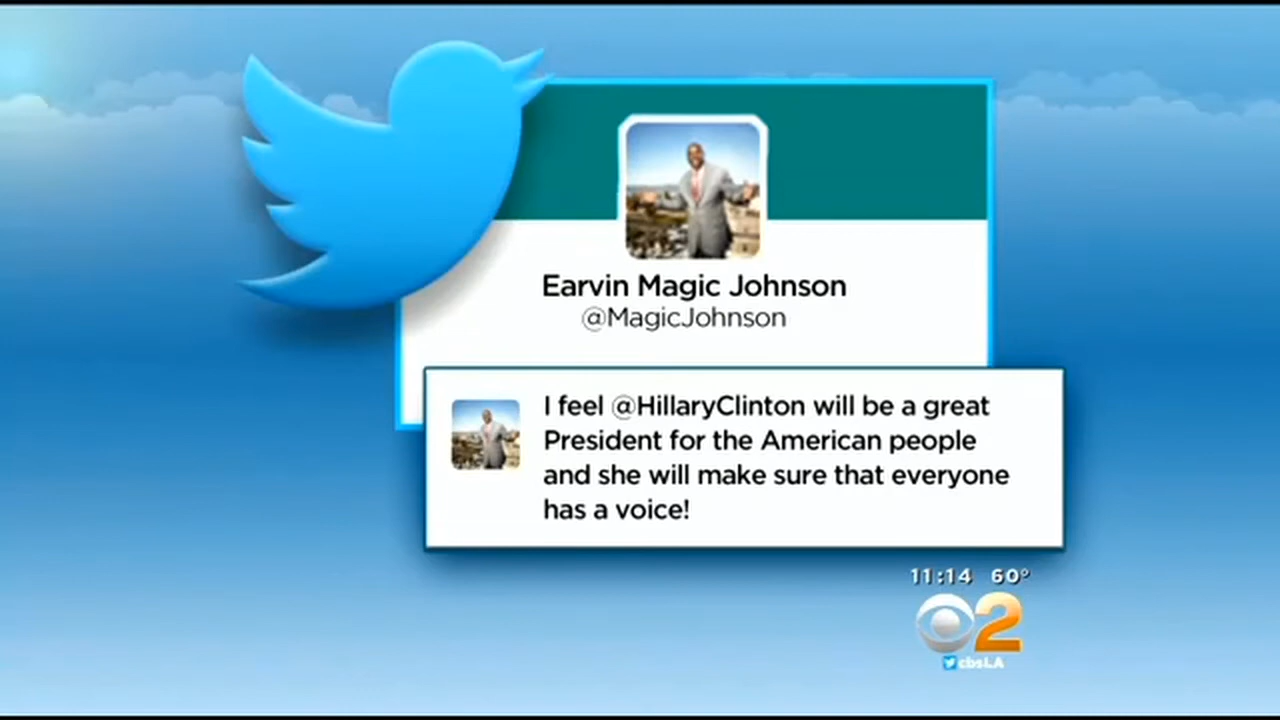 Earvin Magic Johnson
@MagicJohnson
I feel @HillaryClinton will be a great
President for the American people
and she will make sure that everyone
has a voice!
11:14 60°
2
cbsLA